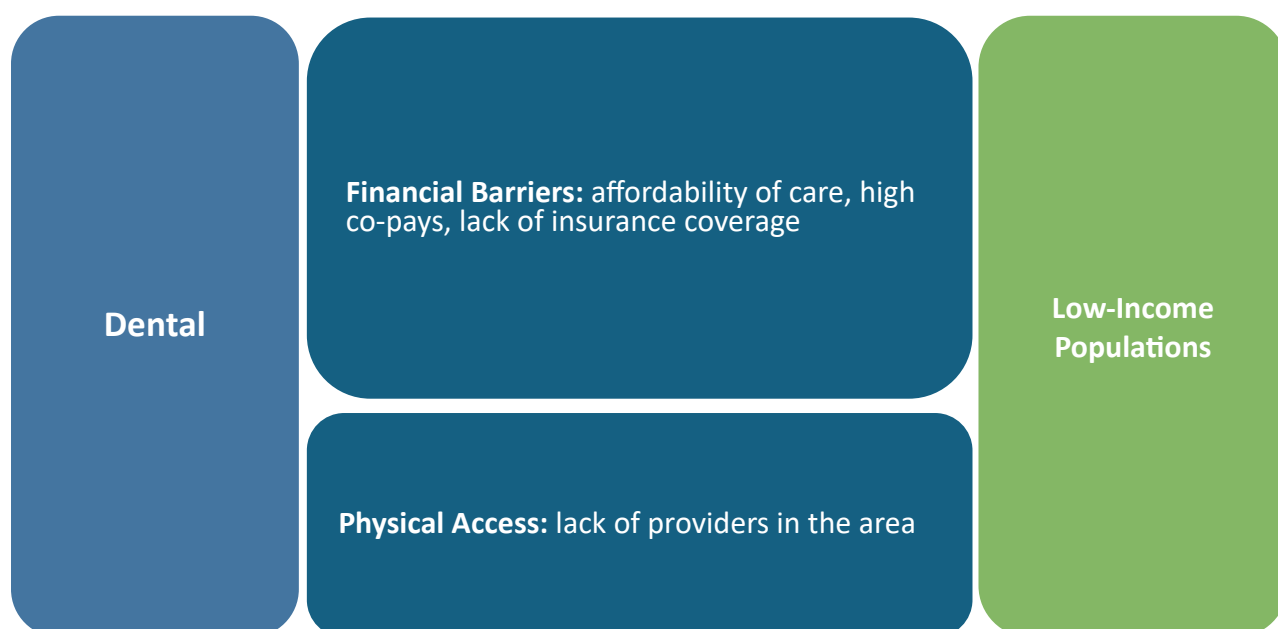 Dental
Financial Barriers: affordability of care, high
co-pays, lack of insurance coverage
Physical Access: lack of providers in the area
Low-Income
Populations